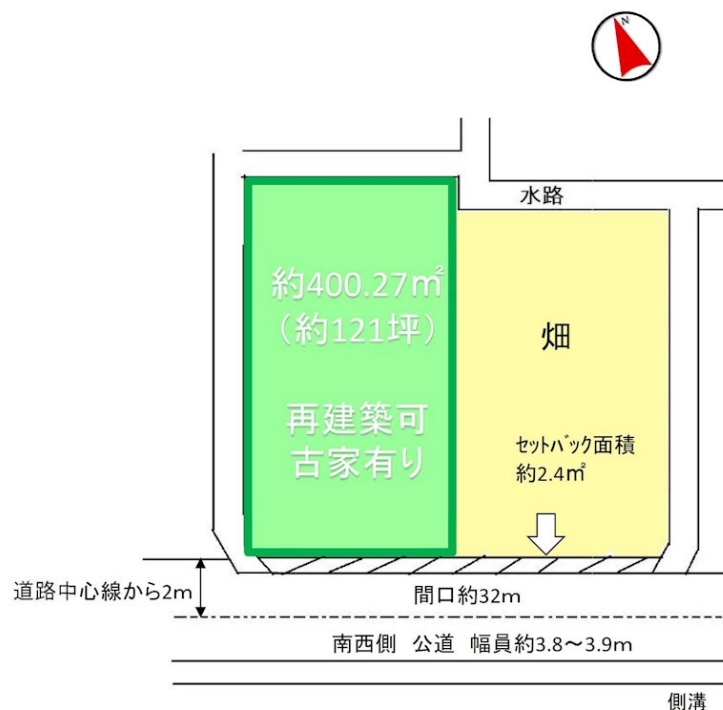 N
水路
約400.27㎡
（約121坪）
畑
再建築可
古家有り
セットバック面積
約2.4㎡
道路中心線から2m
間口約32m
南西側 公道 幅員約3.8～3.9m
側溝